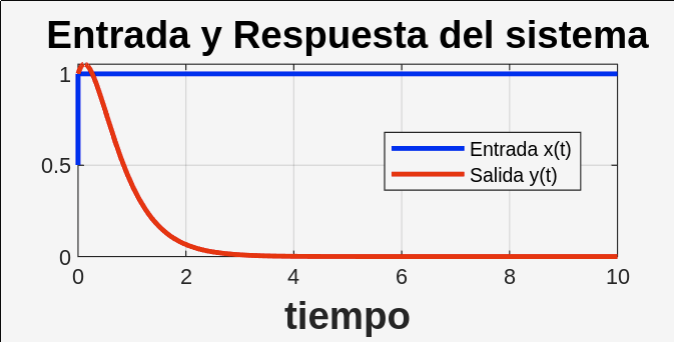 Entrada y Respuesta del sistema
1
0.5
0
Entrada x(t)
Salida y(t)
0 2 4 6 8 10
tiempo